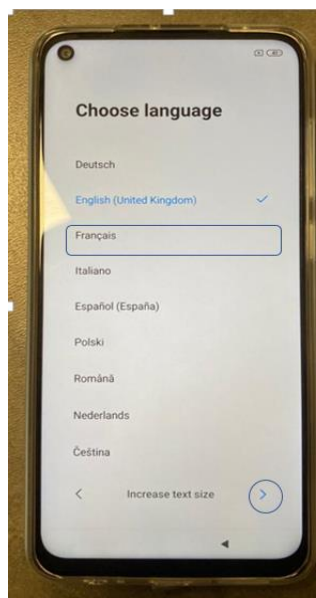 Choose language
Deutsch
English (United Kingdom)
Français
Italiano
Español (España)
Polski
Română
Nederlands
Čeština
Increase text size